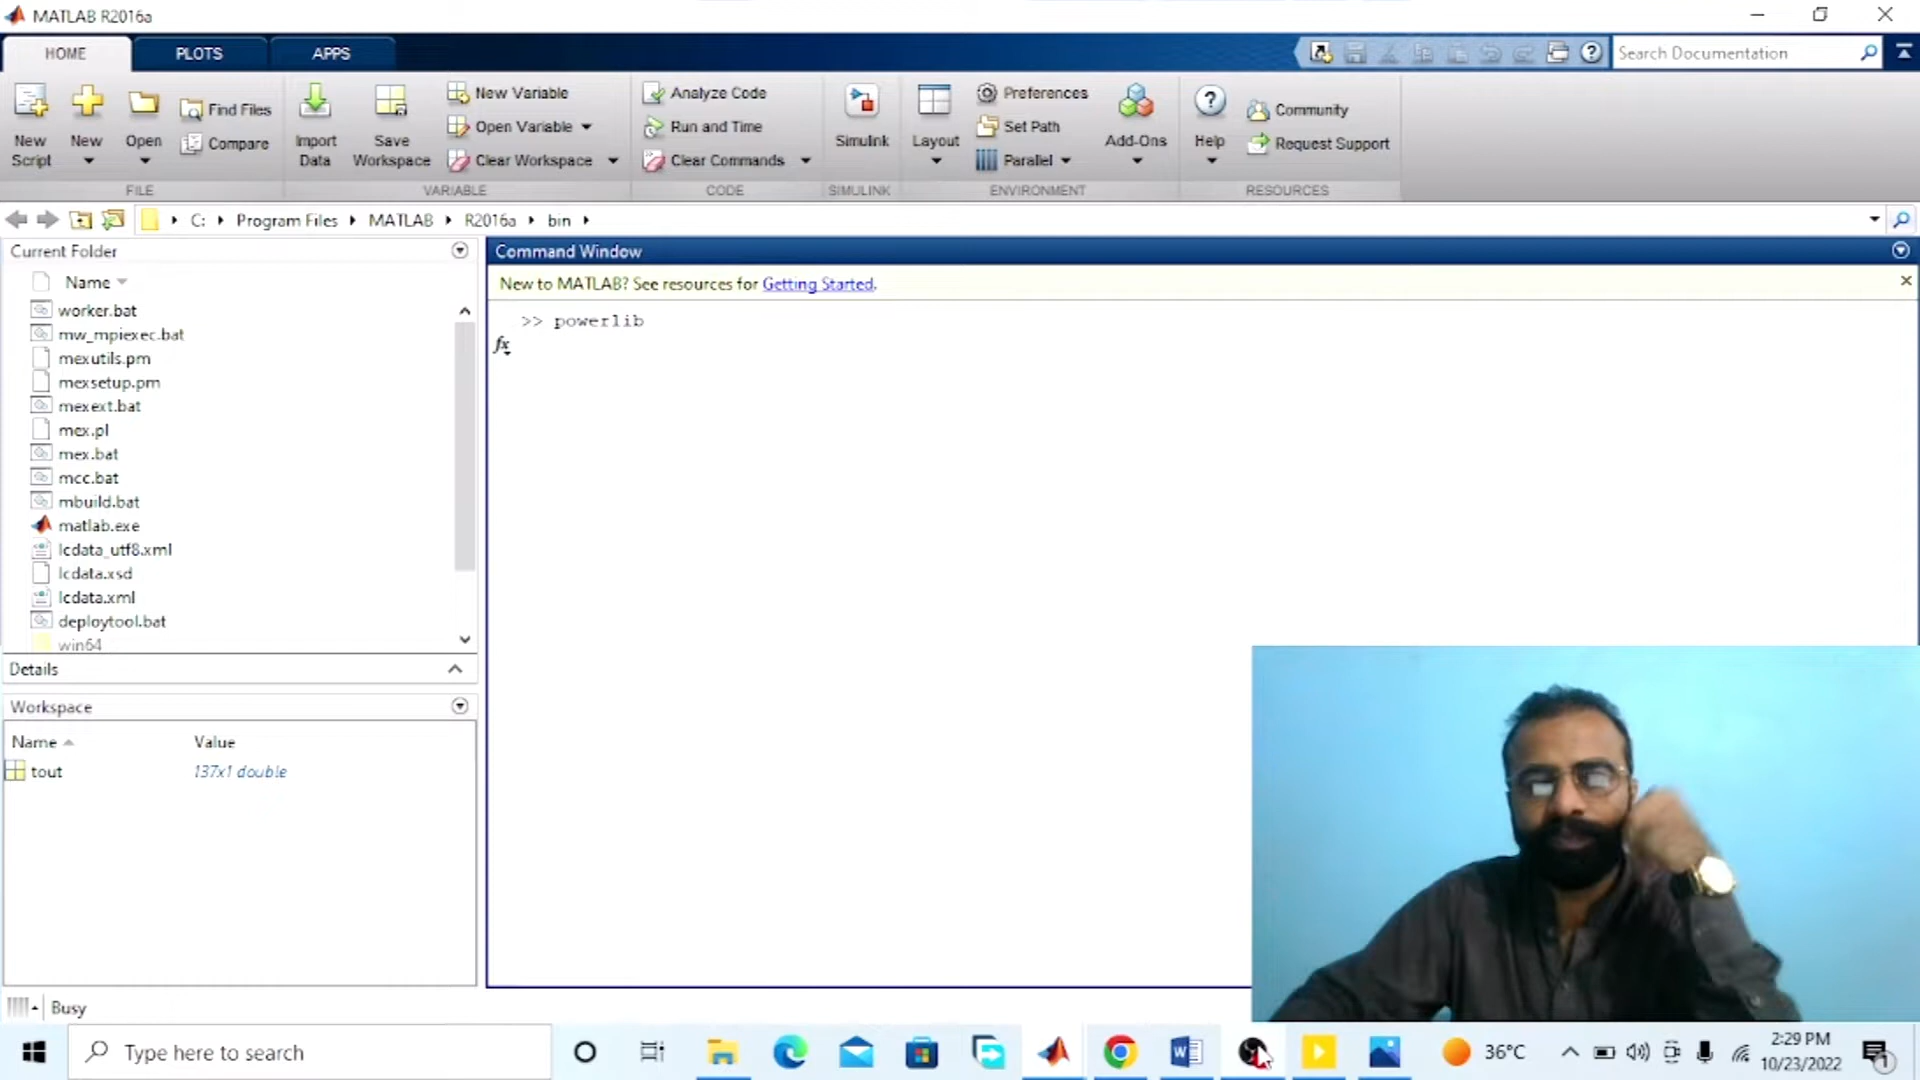 MATLAB R2016a
HOME PLOTS APPS
Search Documentation
New Script
New
Open
Find Files
Compare
FILE
Import Data
Save Workspace
New Variable
Open Variable
Clear Workspace
VARIABLE
Analyze Code
Run and Time
Clear Commands
CODE
Simulink
SIMULINK
Layout
Preferences
Set Path
Parallel
Add-Ons
ENVIRONMENT
Help
Community
Request Support
RESOURCES
C: Program Files MATLAB R2016a bin
Current Folder
Name
worker.bat
mw_mpiexec.bat
mexutils.pm
mexsetup.pm
mexext.bat
mex.pl
mex.bat
mcc.bat
mbuild.bat
matlab.exe
lcdata_utf8.xml
lcdata.xsd
lcdata.xml
deploytool.bat
win64
Details
Workspace
Name Value
tout 137x1 double
Command Window
New to MATLAB? See resources for Getting Started.
>> powerlib
fx
Busy
Type here to search
36°C
2:29 PM
10/23/2022
1